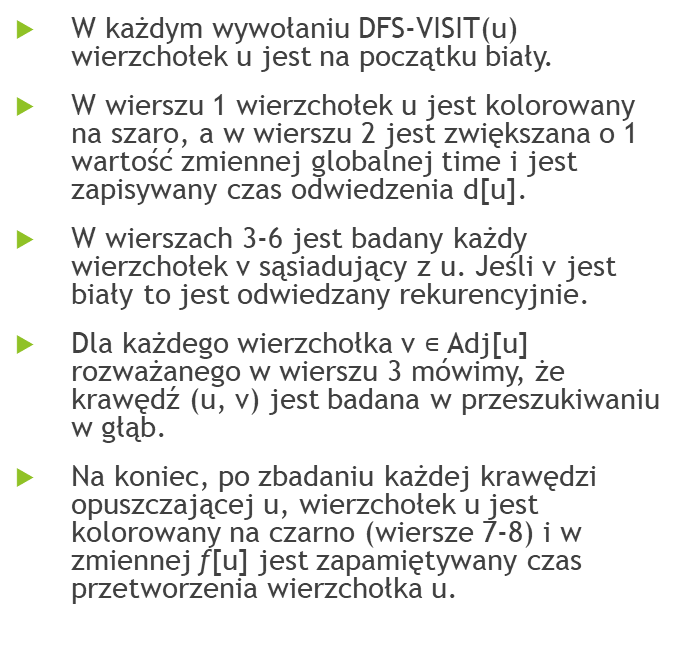 W każdym wywołaniu DFS-VISIT(u)
wierzchołek u jest na początku biały.
W wierszu 1 wierzchołek u jest kolorowany
na szaro, a w wierszu 2 jest zwiększana o 1
wartość zmiennej globalnej time i jest
zapisywany czas odwiedzenia d[u].
W wierszach 3-6 jest badany każdy
wierzchołek v sąsiadujący z u. Jeśli v jest
biały to jest odwiedzany rekurencyjnie.
Dla każdego wierzchołka v ∈ Adj[u]
rozważanego w wierszu 3 mówimy, że
krawędź (u, v) jest badana w przeszukiwaniu
w głąb.
Na koniec, po zbadaniu każdej krawędzi
opuszczającej u, wierzchołek u jest
kolorowany na czarno (wiersze 7-8) i w
zmiennej f[u] jest zapamiętywany czas
przetworzenia wierzchołka u.